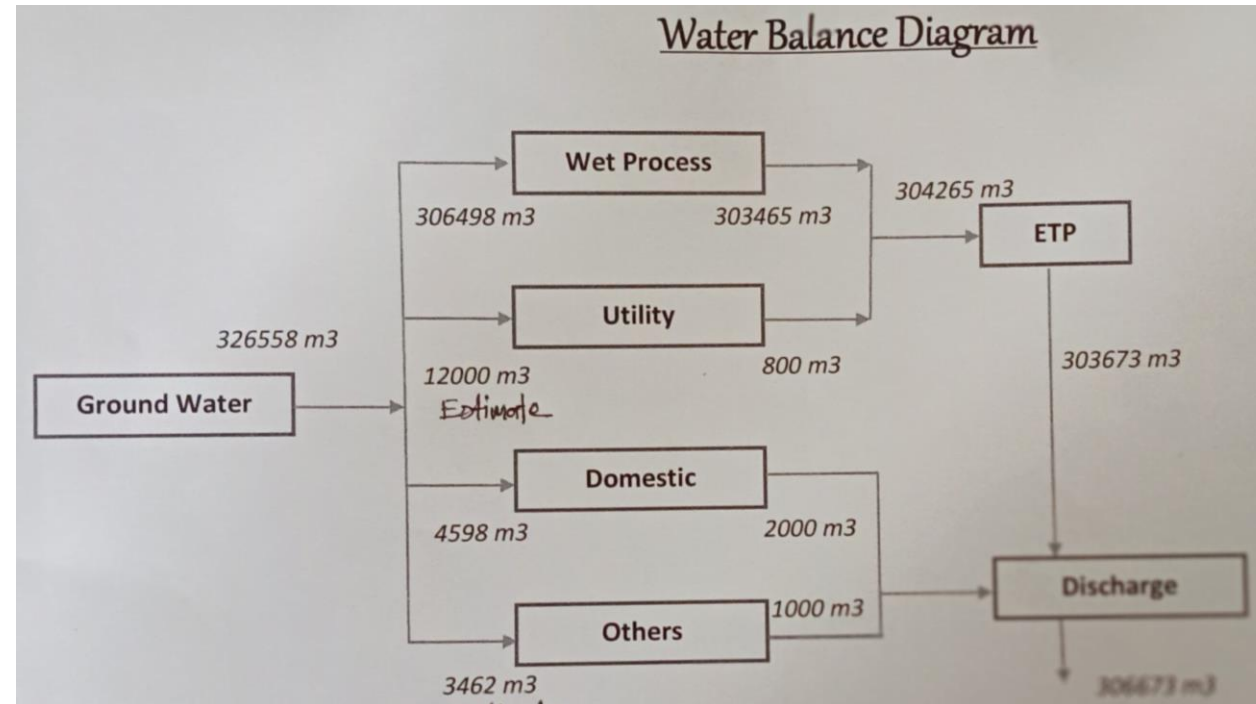 Water Balance Diagram
Wet Process
306498 m3
303465 m3
304265 m3
ETP
Utility
326558 m3
12000 m3
800 m3
303673 m3
Ground Water
Estimate
Domestic
4598 m3
2000 m3
Discharge
1000 m3
Others
3462 m3
306673 m3